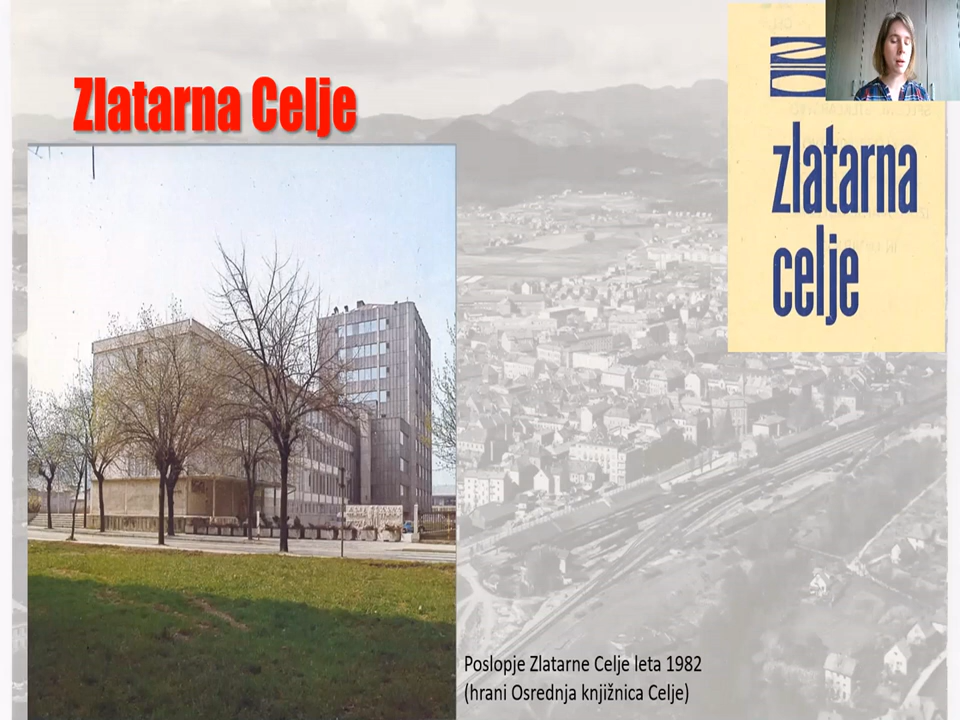 Zlatarna Celje
zlatarna
celje
Poslopje Zlatarne Celje leta 1982
(hrani Osrednja knjižnica Celje)